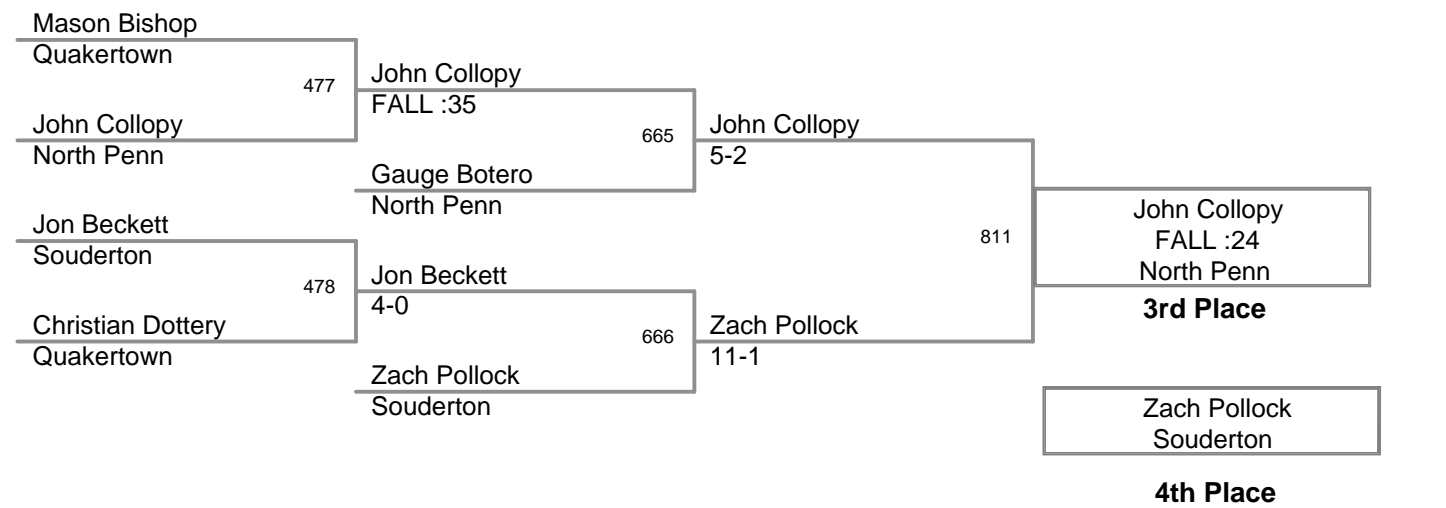 Mason Bishop
Quakertown
477
John Collopy
North Penn
John Collopy
FALL :35
665
Gauge Botero
North Penn
John Collopy
5-2
Jon Beckett
Souderton
478
Christian Dottery
Quakertown
Jon Beckett
4-0
666
Zach Pollock
Souderton
Zach Pollock
11-1
811
John Collopy
FALL :24
North Penn
3rd Place
Zach Pollock
Souderton
4th Place